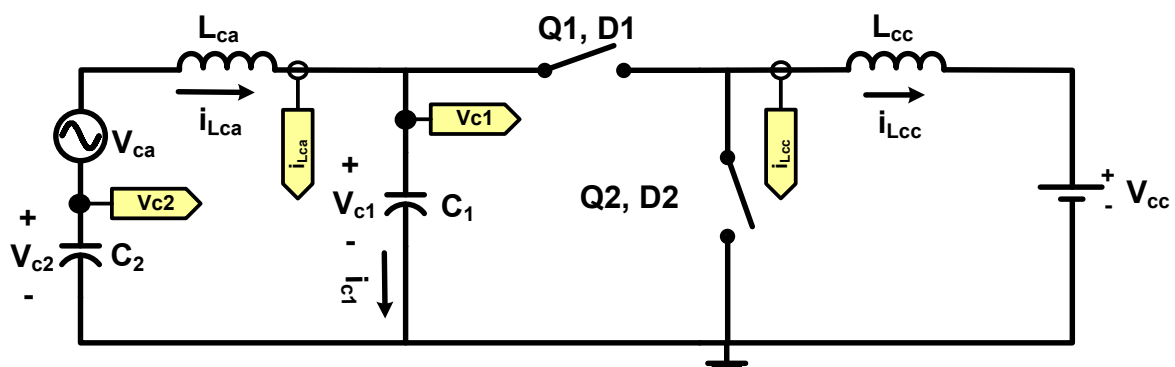 Lca
Q1, D1
Lcc
iLca
Vca
iLca
Vc1
iLcc
iLcc
Vc2
+
Vc1
-
C1
Q2, D2
+
Vcc
-
+
Vc2
-
C2
ic1